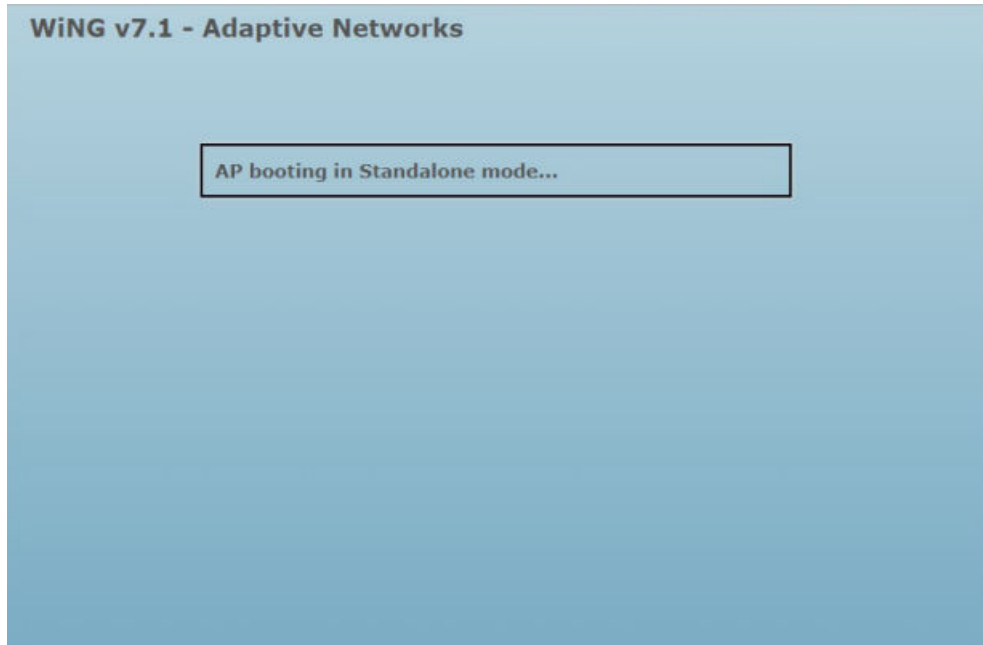 WiNG v7.1 - Adaptive Networks
AP booting in Standalone mode...